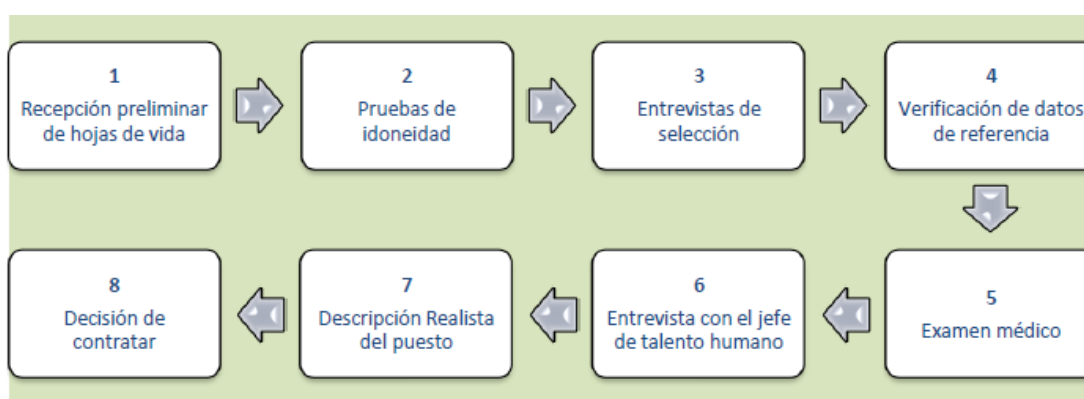 1
Recepción preliminar
de hojas de vida
2
Pruebas de
idoneidad
3
Entrevistas de
selección
4
Verificación de datos
de referencia
5
Examen médico
6
Entrevista con el jefe
de talento humano
7
Descripción Realista
del puesto
8
Decisión de
contratar